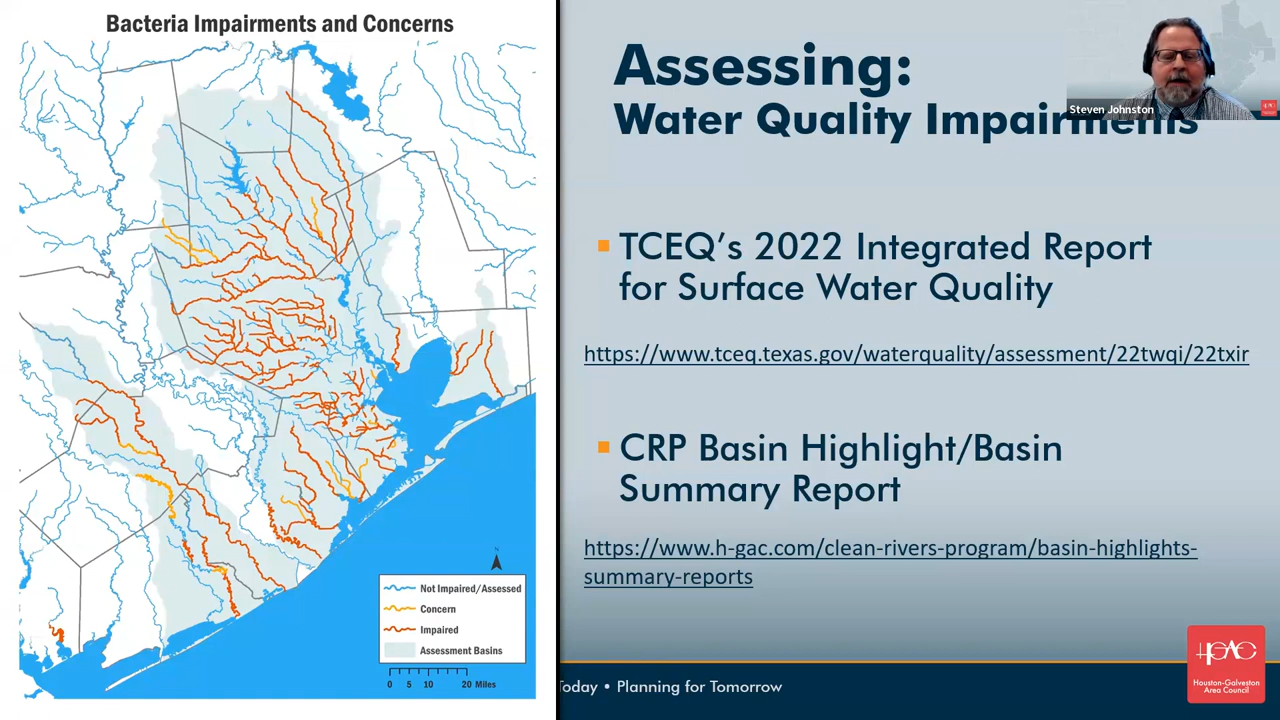 Bacteria Impairments and Concerns
N
Not Impaired/Assessed
Concern
Impaired
Assessment Basins
0 5 10 20 Miles
Assessing:
Water Quality Impairments
Steven Johnston
TCEQ's 2022 Integrated Report
for Surface Water Quality
https://www.tceq.texas.gov/waterquality/assessment/22twqi/22txir
CRP Basin Highlight/Basin
Summary Report
https://www.h-gac.com/clean-rivers-program/basin-highlights-
summary-reports
Today • Planning for Tomorrow
Houston-Galveston
Area Council